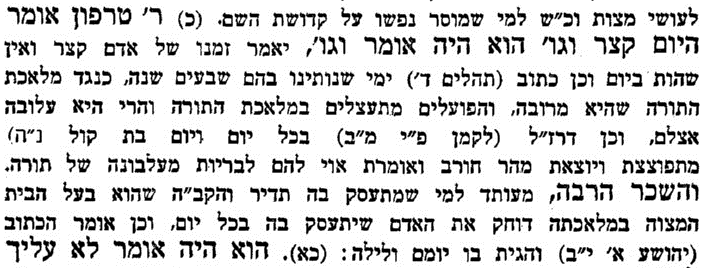 לעושי מצות וכ״ש למי שמוסר נפשו על קדושת השם. (כ) ר׳ טרפון אומר
היום קצר וגו׳ הוא היה אומר וגו׳, יאמר זמנו של אדם קצר ואין
שהות ביום וכן כתוב (תהלים ד׳) ימי שנותינו בהם שבעים שנה, כנגד מלאכת
התורה שהיא מרובה, והפועלים מתעצלים במלאכת התורה והרי היא עלובה
אצלם, וכן דרז״ל (לקמן פ״י מ״ב) בכל יום ויום בת קול נ״ה)
מתפוצצת ויוצאת מהר חורב ואומרת אוי להם לבריות מעלבונה של תורה.
והשכר הרבה, מעותד למי שמתעסק בה תדיר והקב״ה שהוא בעל הבית
המצוה במלאכתה דוחק את האדם שיתעסק בה בכל יום, וכן אומר הכתוב
(יהושע א׳ י״ב) והגית בו יומם ולילה: (כא). הוא היה אומר לא עליך